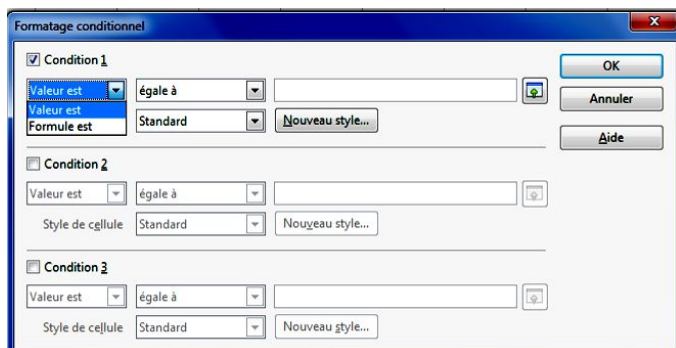 Formatage conditionnel
Condition 1
OK
Valeur est égale à
Annuler
Valeur est
Formule est Standard Nouveau style...
Aide
Condition 2
Valeur est égale à
Style de cellule Standard Nouveau style...
Condition 3
Valeur est égale à
Style de cellule Standard Nouveau style...